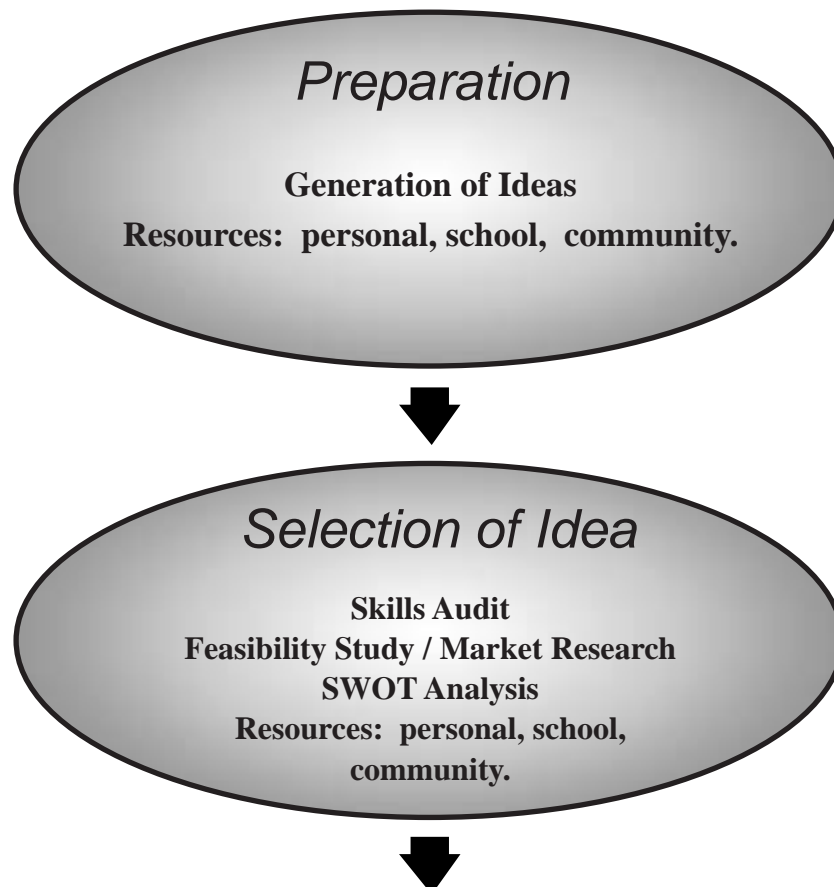 Preparation
Generation of Ideas
Resources: personal, school, community.
Selection of Idea
Skills Audit
Feasibility Study / Market Research
SWOT Analysis
Resources: personal, school,
community.